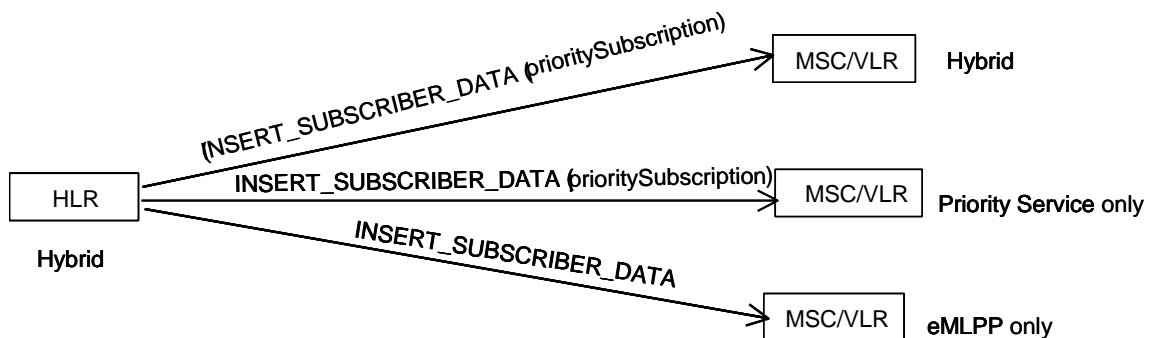 (INSERT_SUBSCRIBER_DATA (prioritySubscription)
MSC/VLR
Hybrid
INSERT_SUBSCRIBER_DATA (prioritySubscription)
MSC/VLR
Priority Service only
HLR
Hybrid
INSERT_SUBSCRIBER_DATA
MSC/VLR
eMLPP only